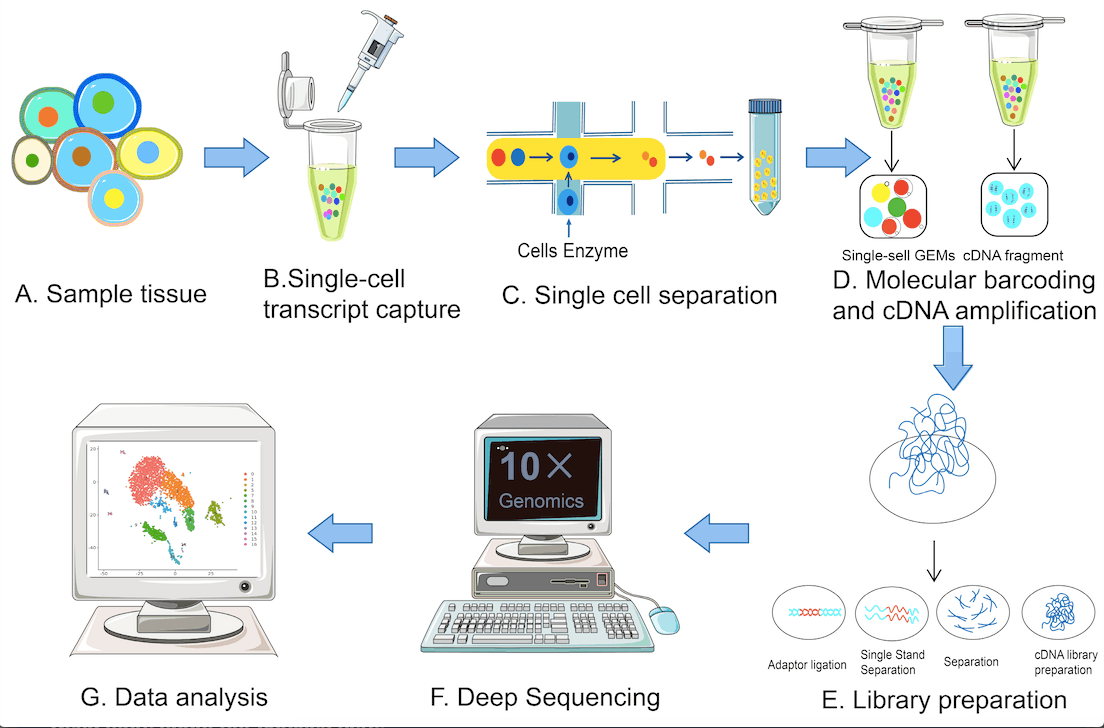 Cells Enzyme
A. Sample tissue
B.Single-cell
transcript capture
C. Single cell separation
Single-sell GEMs cDNA fragment
D. Molecular barcoding
and cDNA amplification
10×
Genomics
Adaptor ligation
Single Stand
Separation
Separation
cDNA library
preparation
G. Data analysis
F. Deep Sequencing
E. Library preparation